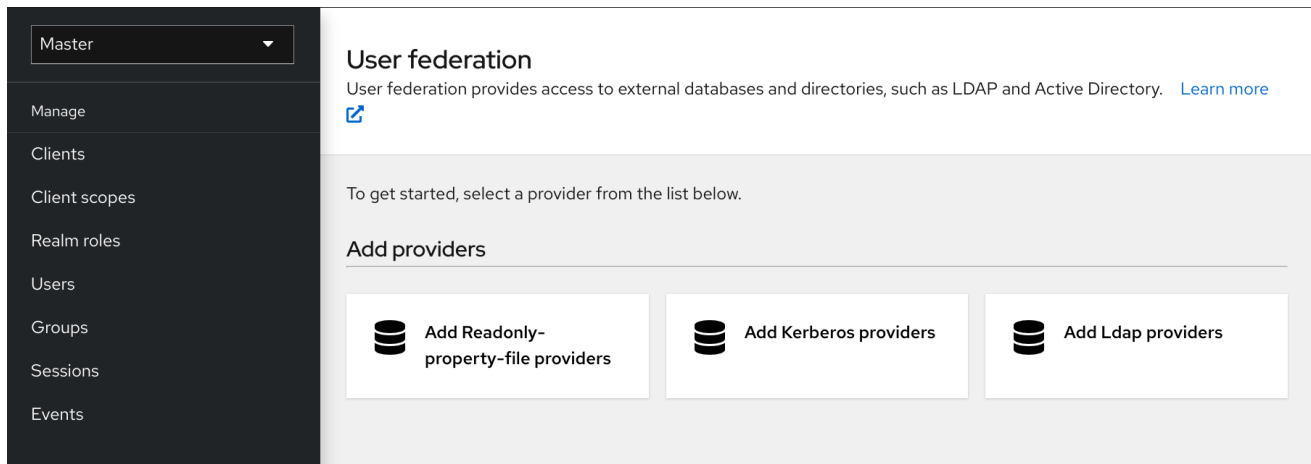 Master
Manage
Clients
Client scopes
Realm roles
Users
Groups
Sessions
Events
User federation
User federation provides access to external databases and directories, such as LDAP and Active Directory. Learn more
To get started, select a provider from the list below.
Add providers
Add Readonly-
property-file providers
Add Kerberos providers
Add Ldap providers